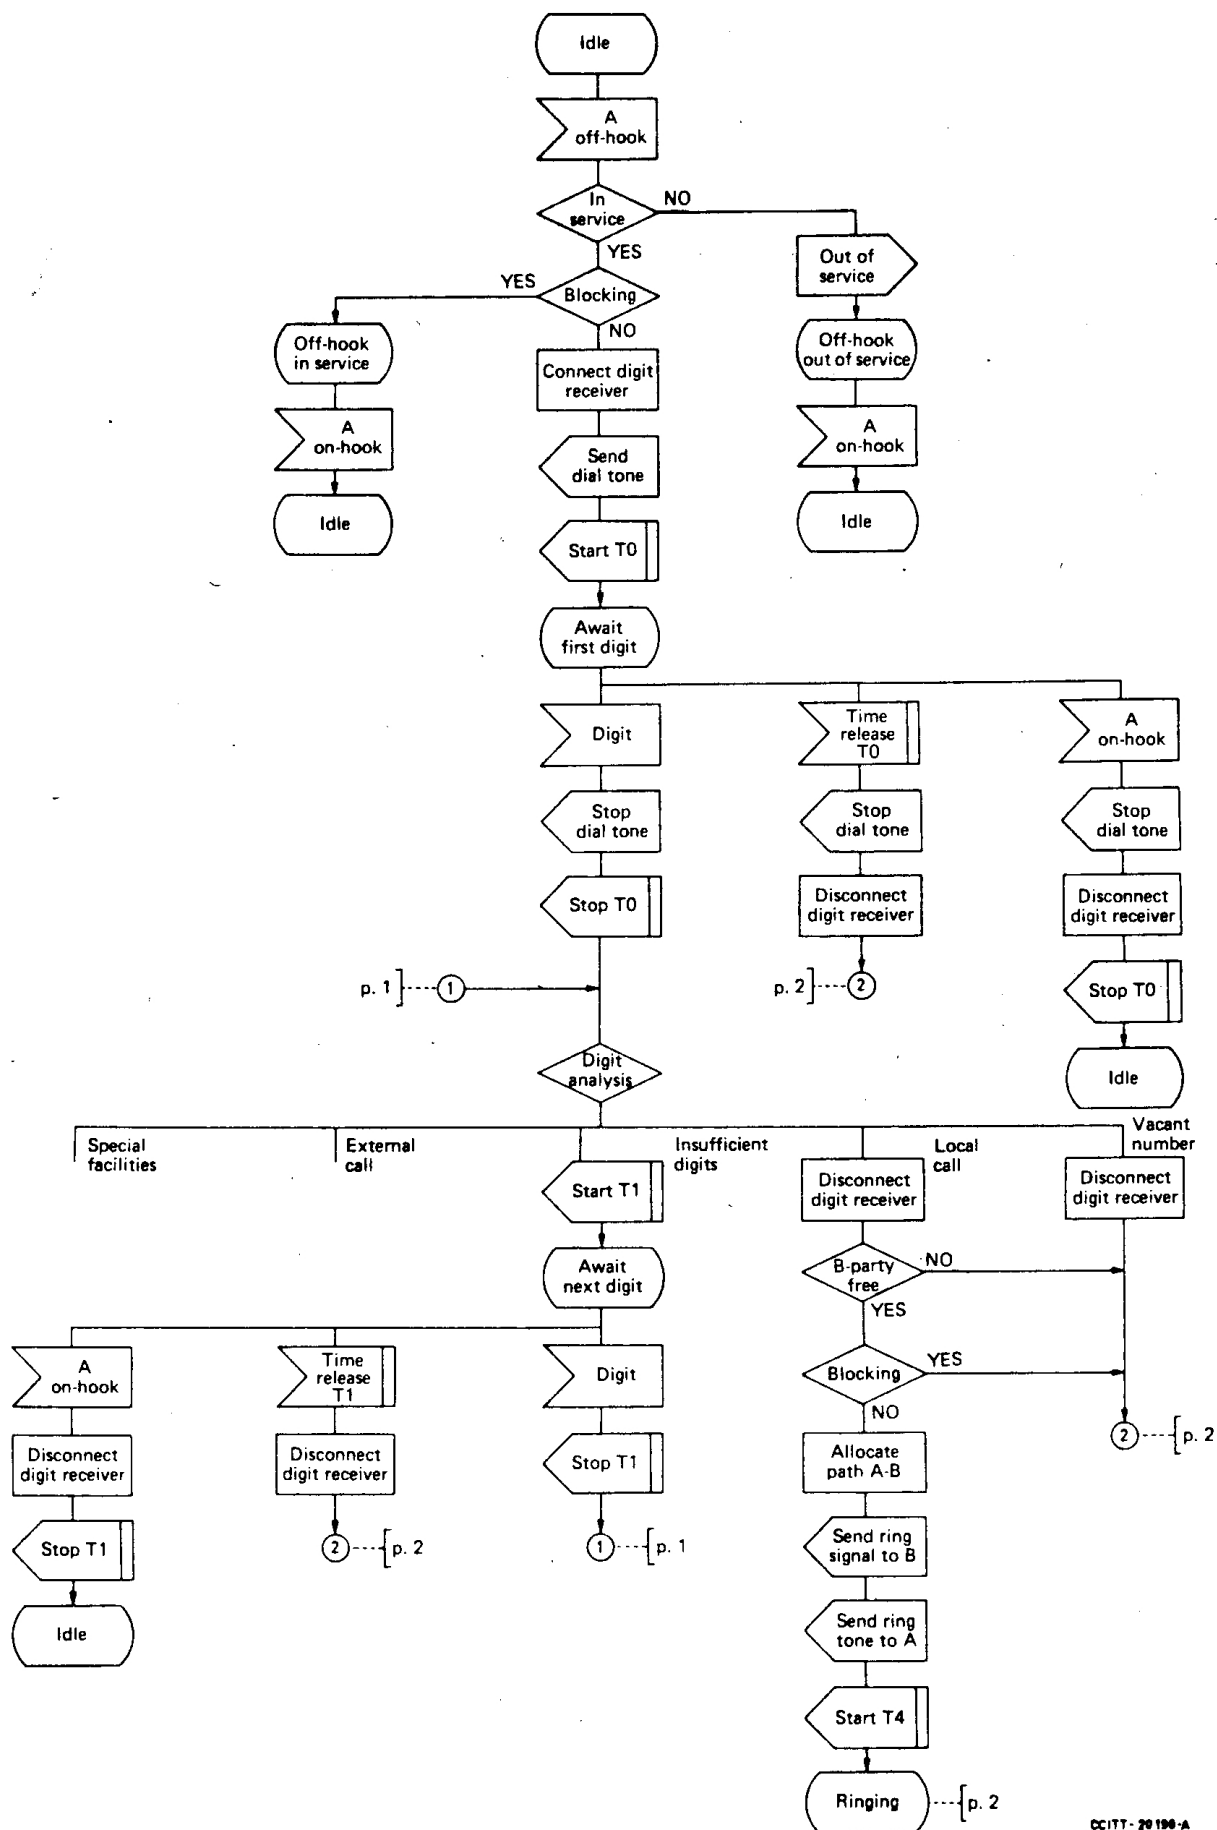 Idle
A
off-hook
In
service
NO
YES
Out of
service
YES
Blocking
NO
Off-hook
in service
Off-hook
out of service
Connect digit
receiver
A
on-hook
A
on-hook
Send
dial tone
Idle
Idle
Start T0
Await
first digit
Digit
Time
release
T0
A
on-hook
Stop
dial tone
Stop
dial tone
Stop
dial tone
Stop T0
Disconnect
digit receiver
Disconnect
digit receiver
p. 1
1
p. 2
2
Stop T0
Digit
analysis
Idle
Special
facilities
External
call
Insufficient
digits
Local
call
Vacant
number
Start T1
Disconnect
digit receiver
Disconnect
digit receiver
Await
next digit
B-party
free
NO
YES
A
on-hook
Time
release
T1
Digit
Blocking
YES
NO
Disconnect
digit receiver
Disconnect
digit receiver
Stop T1
Allocate
path A-B
2
p. 2
Stop T1
2
p. 2
1
p. 1
Send ring
signal to B
Idle
Send ring
tone to A
Start T4
Ringing
p. 2
CCITT-20190-A